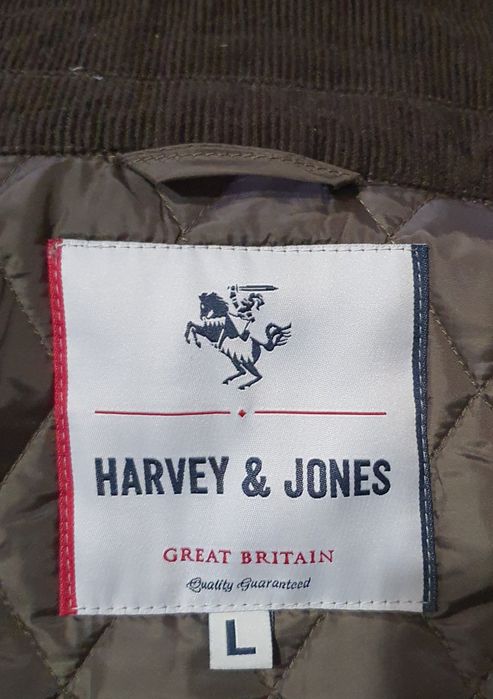 HARVEY & JONES
GREAT BRITAIN
Quality Guaranteed
L